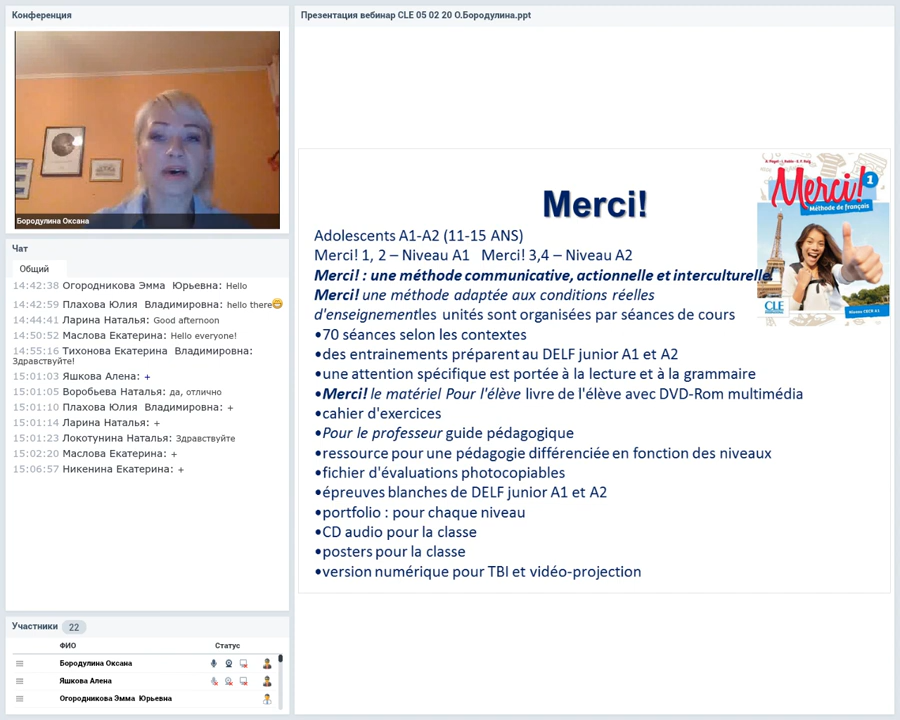 Конференция
Бородулина Оксана
Чат
Общий
14:42:38 Огородникова Эмма Юрьевна: Hello
14:42:59 Плахова Юлия Владимировна: hello there
14:44:41 Ларина Наталья: Good afternoon
14:50:52 Маслова Екатерина: Hello everyone!
14:55:16 Тихонова Екатерина Владимировна:
Здравствуйте!
15:01:03 Яшкова Алена: +
15:01:05 Воробьева Наталья: да, отлично
15:01:10 Плахова Юлия Владимировна: +
15:01:14 Ларина Наталья: +
15:01:23 Локотунина Наталья: Здравствуйте
15:02:20 Маслова Екатерина: +
15:06:57 Никенина Екатерина: +
Участники 22
ФИО Статус
Бородулина Оксана
Яшкова Алена
Огородникова Эмма Юрьевна
Презентация вебинар CLE 05 02 20 О.Бородулина.ppt
Merci!
Adolescents A1-A2 (11-15 ANS)
Merci! 1, 2 – Niveau A1 Merci! 3,4 – Niveau A2
Merci! : une méthode communicative, actionnelle et interculturelle
Merci! une méthode adaptée aux conditions réelles
d'enseignementles unités sont organisées par séances de cours
•70 séances selon les contextes
•des entrainements préparent au DELF junior A1 et A2
•une attention spécifique est portée à la lecture et à la grammaire
•Merci! le matériel Pour l'élève livre de l'élève avec DVD-Rom multimédia
•cahier d'exercices
•Pour le professeur guide pédagogique
•ressource pour une pédagogie différenciée en fonction des niveaux
•fichier d'évaluations photocopiables
•épreuves blanches de DELF junior A1 et A2
•portfolio : pour chaque niveau
•CD audio pour la classe
•posters pour la classe
•version numérique pour TBI et vidéo-projection
Merci! 1
Méthode de français
CLE
Niveau CECR A1